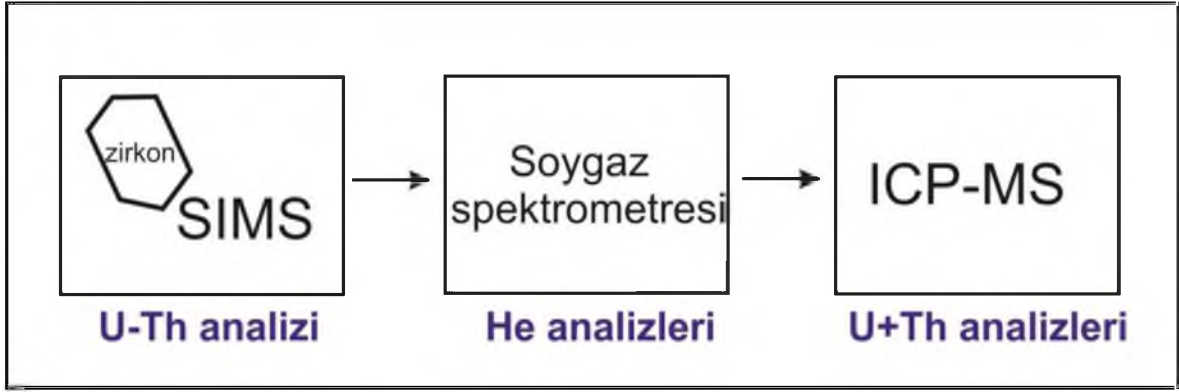 zirkon
SIMS
Soygaz
spektrometresi
ICP-MS
U-Th analizi
He analizleri
U+Th analizleri